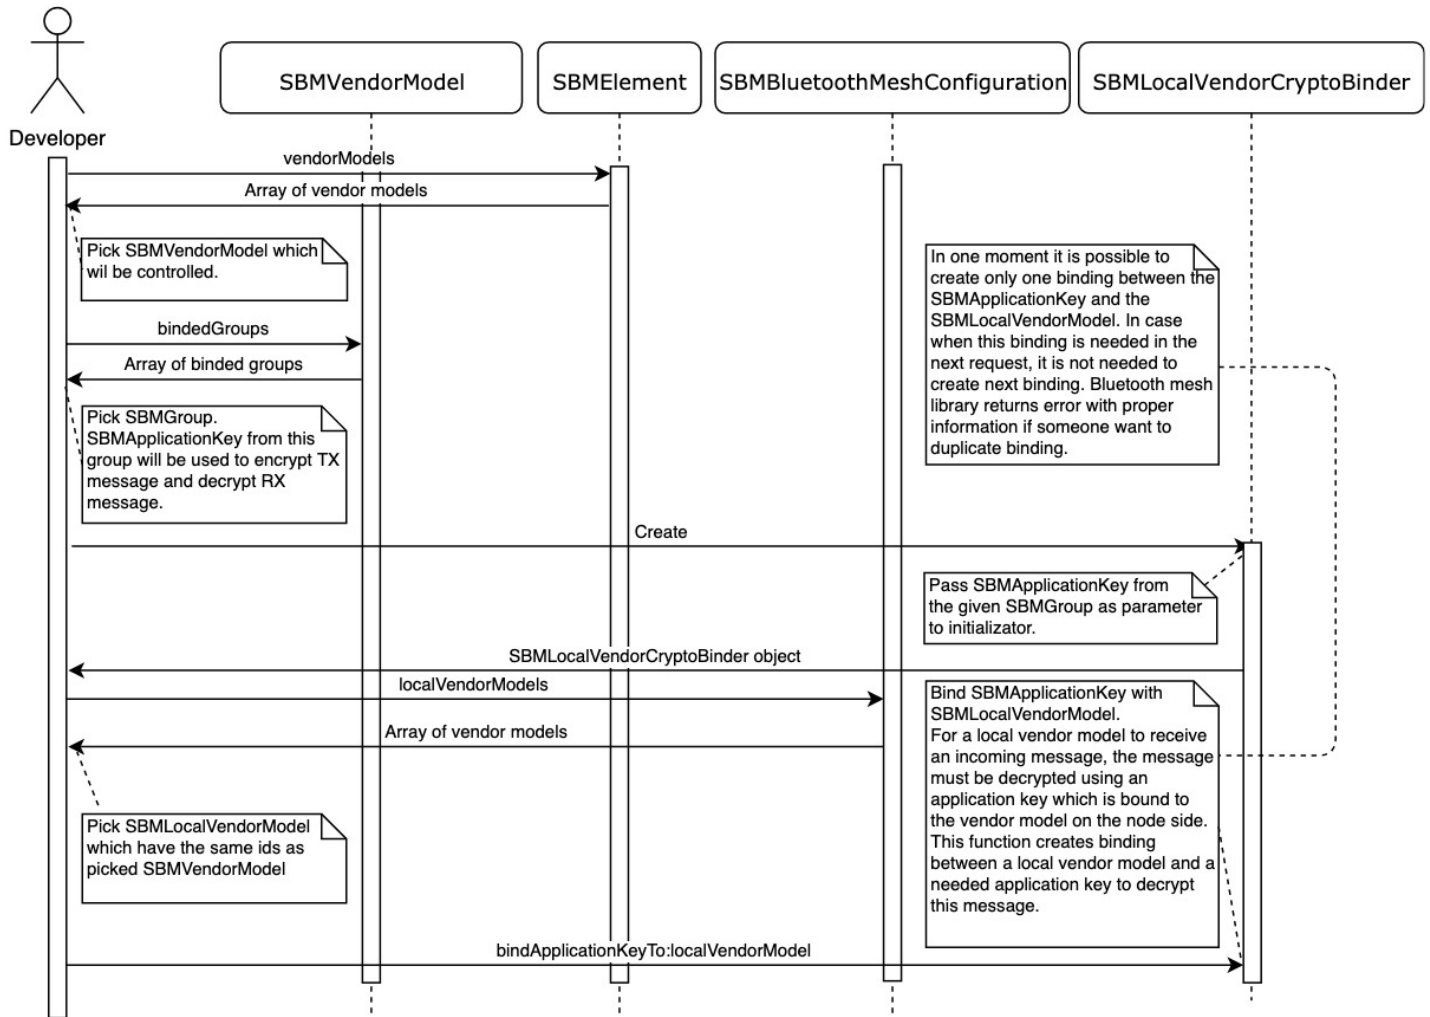 SBMVendorModel
SBMElement
SBMBluetoothMeshConfiguration
SBMLocalVendorCryptoBinder
Developer
vendorModels
Array of vendor models
Pick SBMVendorModel which
wil be controlled.
bindedGroups
Array of binded groups
Pick SBMGroup.
SBMApplicationKey from this
group will be used to encrypt TX
message and decrypt RX
message.
In one moment it is possible to
create only one binding between the
SBMApplicationKey and the
SBMLocalVendorModel. In case
when this binding is needed in the
next request, it is not needed to
create next binding. Bluetooth mesh
library returns error with proper
information if someone want to
duplicate binding.
Create
Pass SBMApplicationKey from
the given SBMGroup as parameter
to initializator.
SBMLocalVendorCryptoBinder object
localVendorModels
Array of vendor models
Bind SBMApplicationKey with
SBMLocalVendorModel.
For a local vendor model to receive
an incoming message, the message
must be decrypted using an
application key which is bound to
the vendor model on the node side.
This function creates binding
between a local vendor model and a
needed application key to decrypt
this message.
Pick SBMLocalVendorModel
which have the same ids as
picked SBMVendorModel
bindApplicationKeyTo:localVendorModel